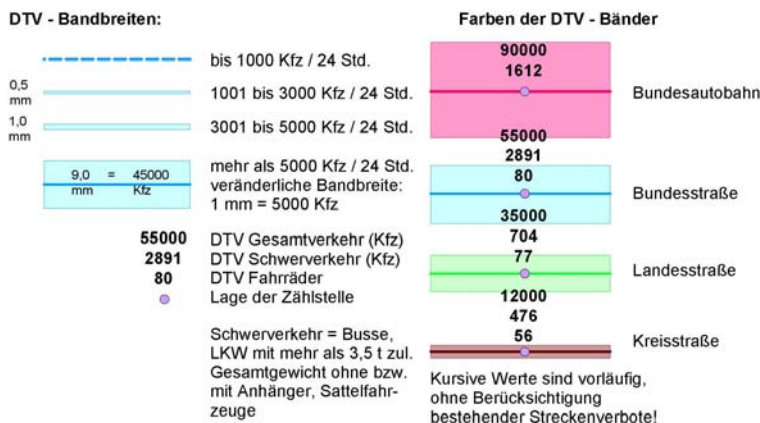 DTV - Bandbreiten:
bis 1000 Kfz / 24 Std.
0,5
mm
1001 bis 3000 Kfz / 24 Std.
1,0
mm
3001 bis 5000 Kfz / 24 Std.
9,0 = 45000
mm Kfz
mehr als 5000 Kfz / 24 Std.
veränderliche Bandbreite:
1 mm = 5000 Kfz
55000 DTV Gesamtverkehr (Kfz)
2891 DTV Schwerverkehr (Kfz)
80 DTV Fahrräder
Lage der Zählstelle
Schwerverkehr = Busse,
LKW mit mehr als 3,5 t zul.
Gesamtgewicht ohne bzw.
mit Anhänger, Sattelfahr-
zeuge
Farben der DTV - Bänder
90000
1612
Bundesautobahn
55000
2891
80
Bundesstraße
35000
704
77
Landesstraße
12000
476
56
Kreisstraße
Kursive Werte sind vorläufig,
ohne Berücksichtigung
bestehender Streckenverbote!